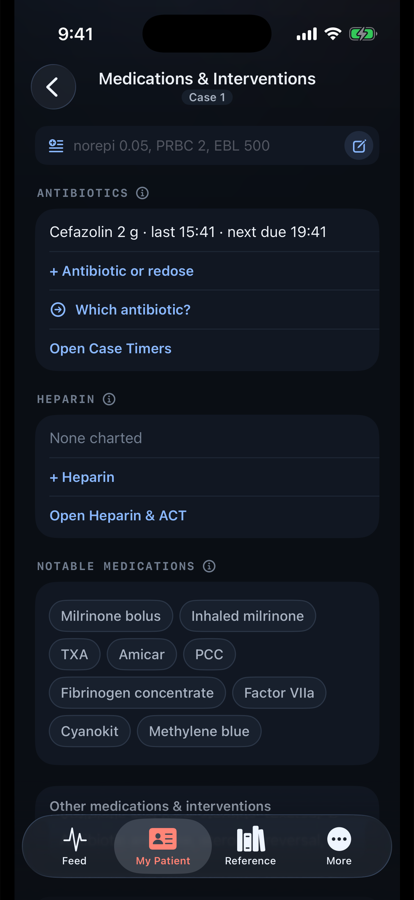 9:41
Medications & Interventions
Case 1
norepi 0.05, PRBC 2, EBL 500
ANTIBIOTICS
Cefazolin 2 g · last 15:41 · next due 19:41
+ Antibiotic or redose
Which antibiotic?
Open Case Timers
HEPARIN
None charted
+ Heparin
Open Heparin & ACT
NOTABLE MEDICATIONS
Milrinone bolus Inhaled milrinone
TXA Amicar PCC
Fibrinogen concentrate Factor VIIa
Cyanokit Methylene blue
Other medications & interventions
Feed My Patient Reference More